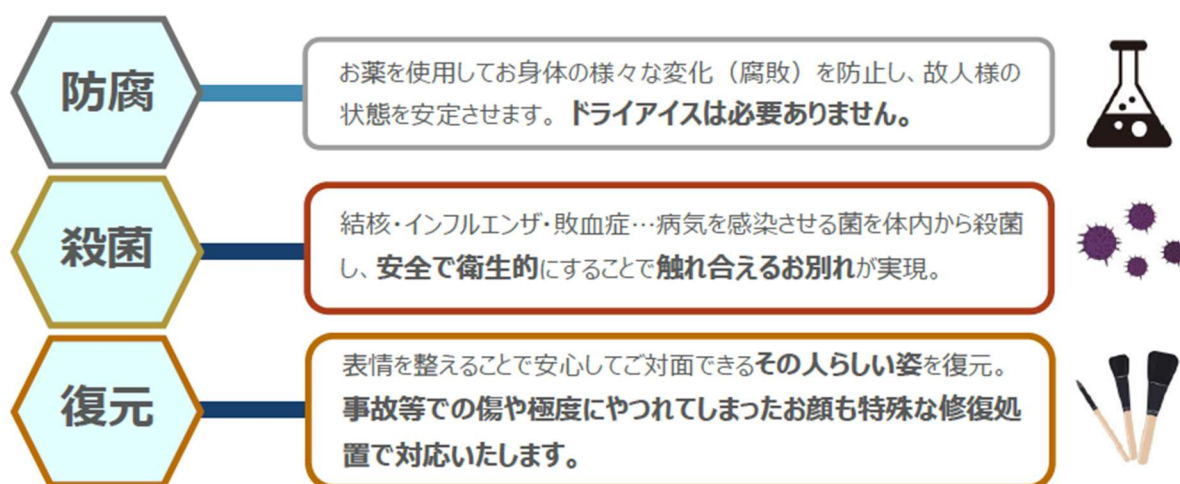 防腐
お薬を使用してお身体の様々な変化（腐敗）を防止し、故人様の
状態を安定させます。ドライアイスは必要ありません。
殺菌
結核・インフルエンザ・敗血症…病気を感染させる菌を体内から殺菌
し、安全で衛生的にすることで触れ合えるお別れが実現。
復元
表情を整えることで安心してご対面できるその人らしい姿を復元。
事故等での傷や極度にやつれてしまったお顔も特殊な修復処
置で対応いたします。